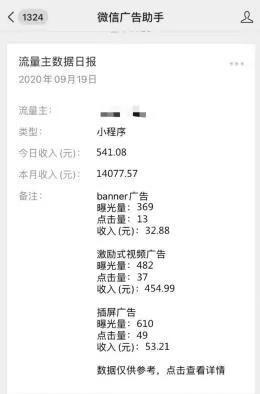 1324
微信广告助手
流量主数据日报
2020年09月19日
流量主：
类型： 小程序
今日收入 (元)： 541.08
本月收入 (元)： 14077.57
备注： banner广告
曝光量：369
点击量：13
收入 (元)：32.88
激励式视频广告
曝光量：482
点击量：37
收入 (元)：454.99
插屏广告
曝光量：610
点击量：49
收入 (元)：53.21
数据仅供参考，点击查看详情